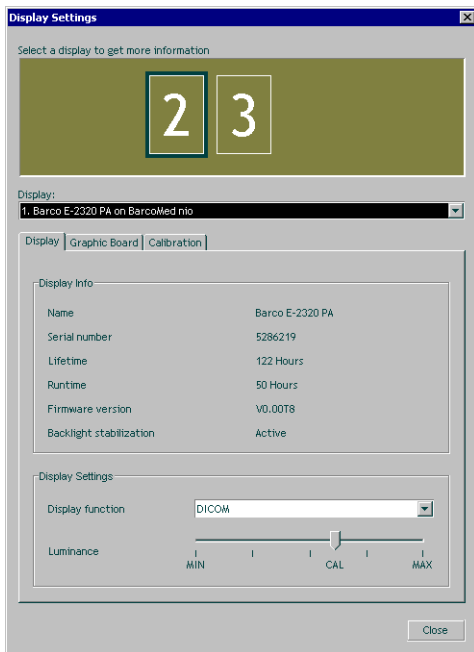 Display Settings
Select a display to get more information
2 3
Display:
1. Barco E-2320 PA on BarcoMed nio
Display Graphic Board Calibration
Display Info
Name Barco E-2320 PA
Serial number 5286219
Lifetime 122 Hours
Runtime 50 Hours
Firmware version V0.00T8
Backlight stabilization Active
Display Settings
Display function DICOM
Luminance
MIN CAL MAX
Close